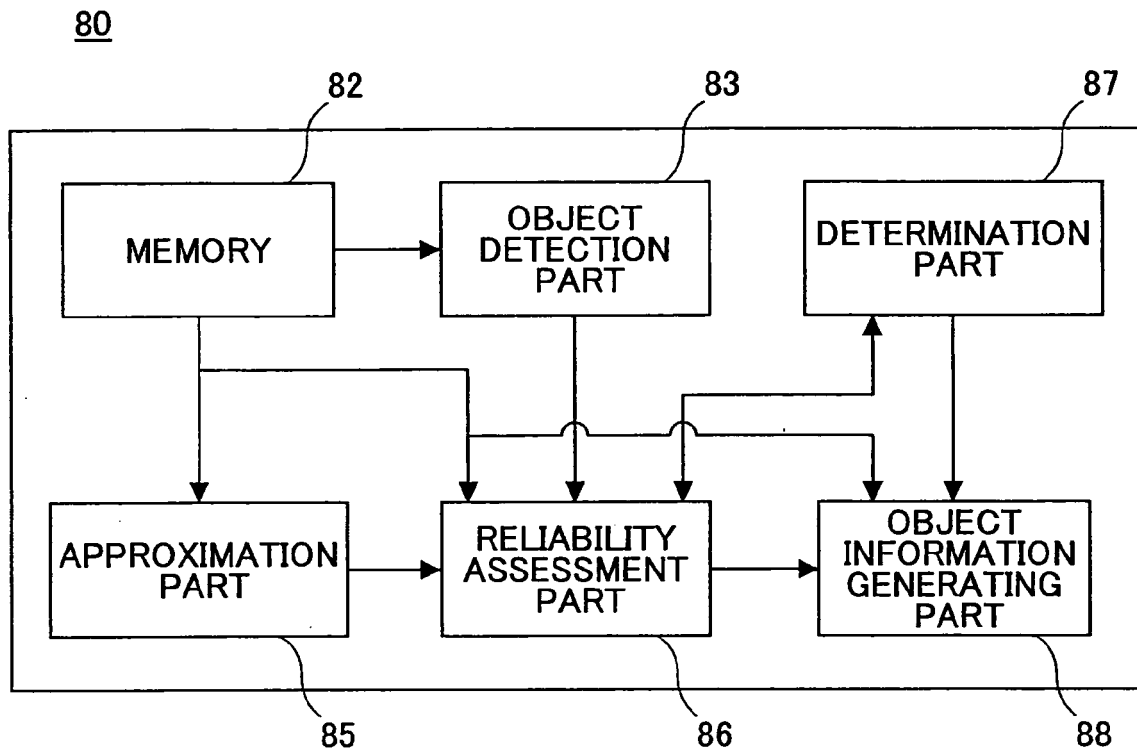 80
82
83
87
MEMORY
OBJECT
DETECTION
PART
DETERMINATION
PART
APPROXIMATION
PART
RELIABILITY
ASSESSMENT
PART
OBJECT
INFORMATION
GENERATING
PART
85
86
88